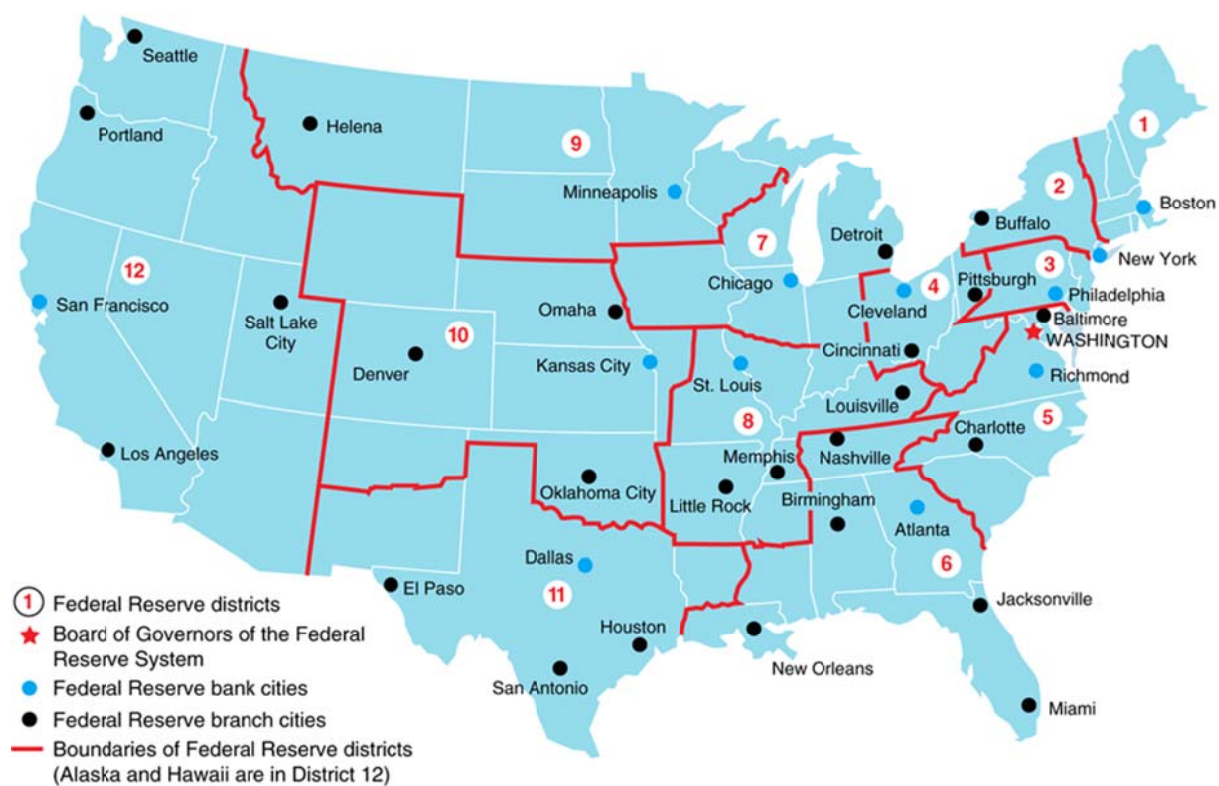 Seattle
Portland
Helena
9
Minneapolis
1
2
Boston
Buffalo
Detroit
7
New York
12
3
Chicago
4
Pittsburgh
Philadelphia
San Francisco
Cleveland
Omaha
Baltimore
Salt Lake
City
10
WASHINGTON
Cincinnati
Denver
Kansas City
St. Louis
Richmond
Louisville
8
5
Charlotte
Los Angeles
Nashville
Memphis
Oklahoma City
Little Rock
Birmingham
Atlanta
Dallas
6
El Paso
11
Jacksonville
Houston
New Orleans
San Antonio
Miami
1 Federal Reserve districts
Board of Governors of the Federal
Reserve System
Federal Reserve bank cities
Federal Reserve branch cities
Boundaries of Federal Reserve districts
(Alaska and Hawaii are in District 12)